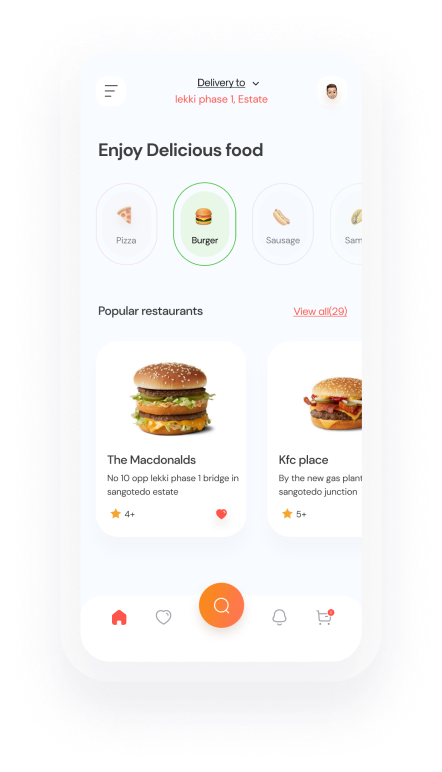 Delivery to
lekki phase 1, Estate
Enjoy Delicious food
Pizza
Burger
Sausage
Sam
Popular restaurants
View all(29)
The Macdonalds
No 10 opp lekki phase 1 bridge in
sangotedo estate
4+
Kfc place
By the new gas plant
sangotedo junction
5+